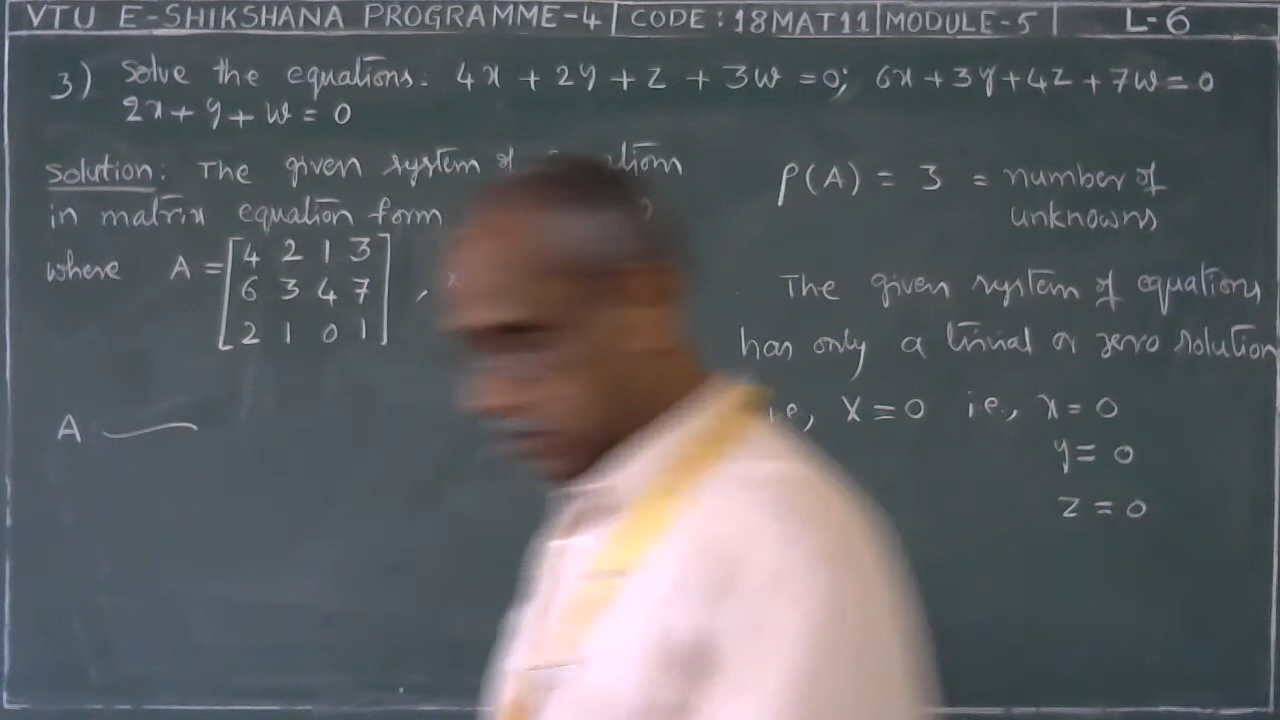 VTU E-SHIKSHANA PROGRAMME-4 | CODE: 18MAT11 | MODULE-5 | L-6
3) Solve the equations: 4x + 2y + z + 3w = 0; 6x + 3y + 4z + 7w = 0
2x + y + w = 0
Solution: The given system of
in matrix equation form
where A = [4 2 1 3
6 3 4 7
2 1 0 1] ,
A
ρ(A) = 3 = number of
unknowns
The given system of equations
has only a trivial or zero solution
ie, X = 0 ie., x = 0
y = 0
z = 0